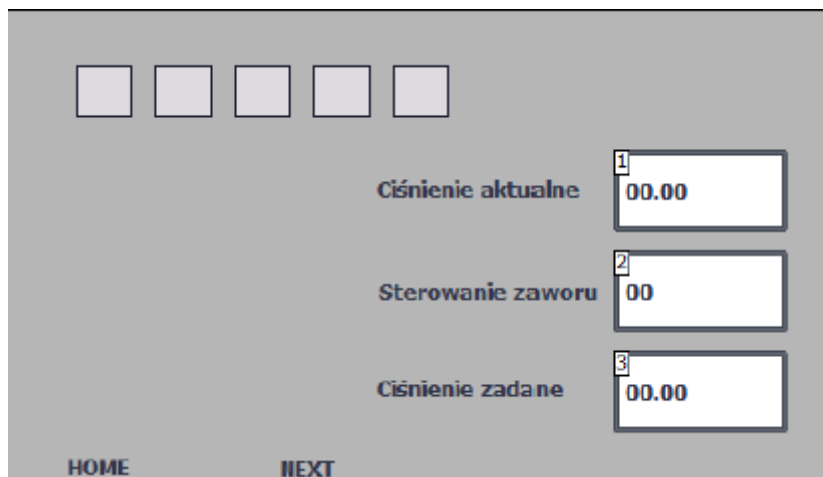 1
Ciśnienie aktualne 00.00
2
Sterowanie zaworu 00
3
Ciśnienie zadane 00.00
HOME NEXT